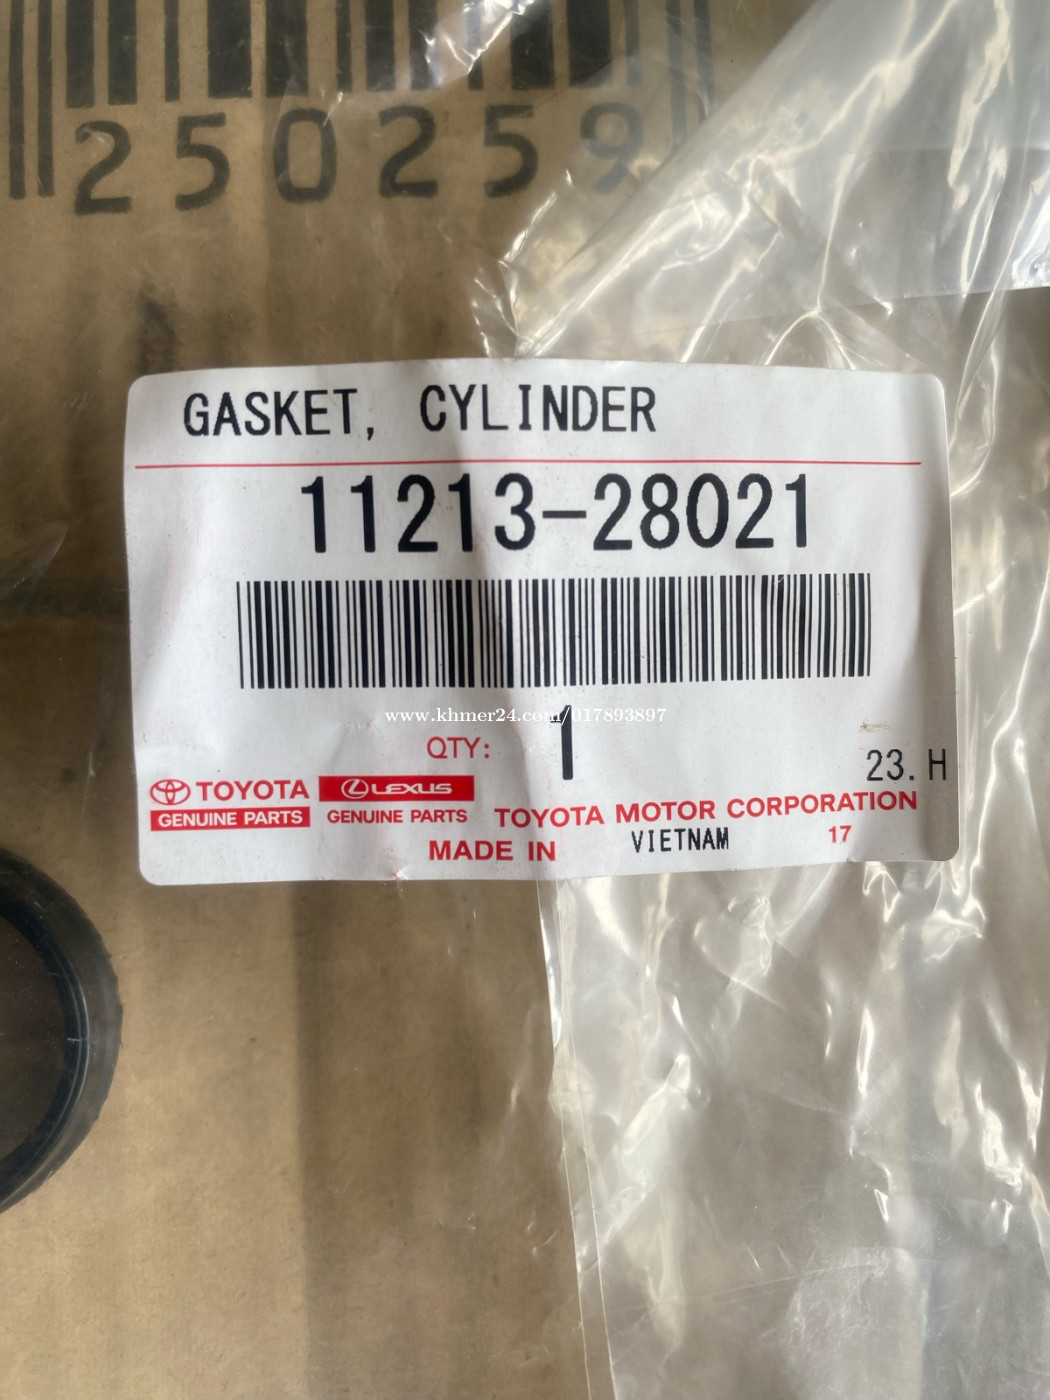 250259
GASKET, CYLINDER
11213-28021
www.khmer24.com/017893897
QTY: 1
23. H
TOYOTA LEXUS
GENUINE PARTS GENUINE PARTS TOYOTA MOTOR CORPORATION
MADE IN VIETNAM 17